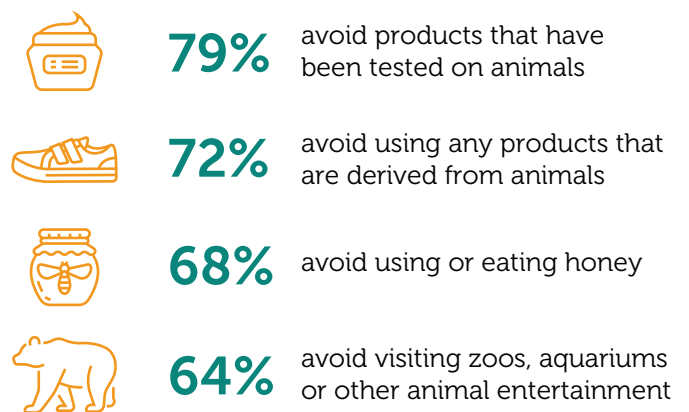 79%
avoid products that have
been tested on animals
72%
avoid using any products that
are derived from animals
68%
avoid using or eating honey
64%
avoid visiting zoos, aquariums
or other animal entertainment